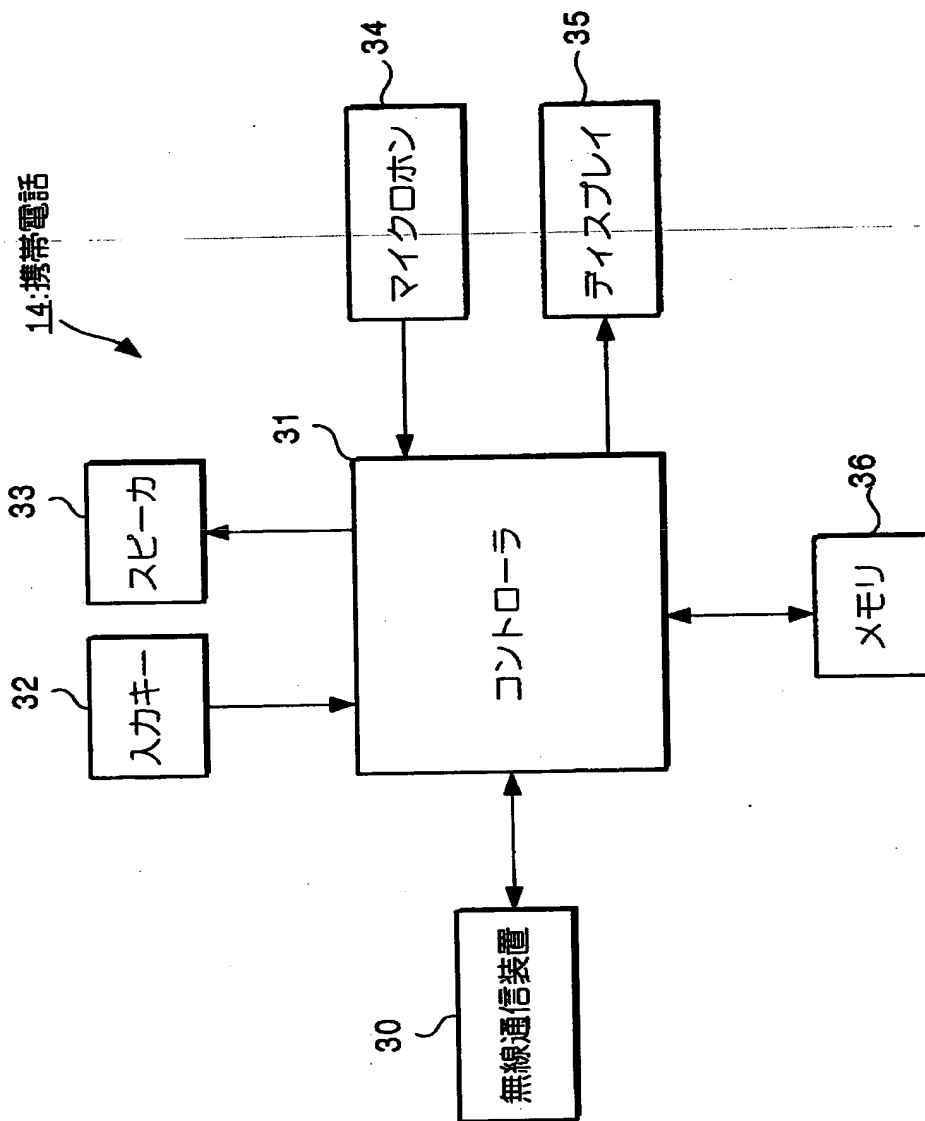 14:携帯電話
34
マイクロホン
35
ディスプレイ
33
スピーカ
31
コントローラ
32
入力キー
36
メモリ
30
無線通信装置